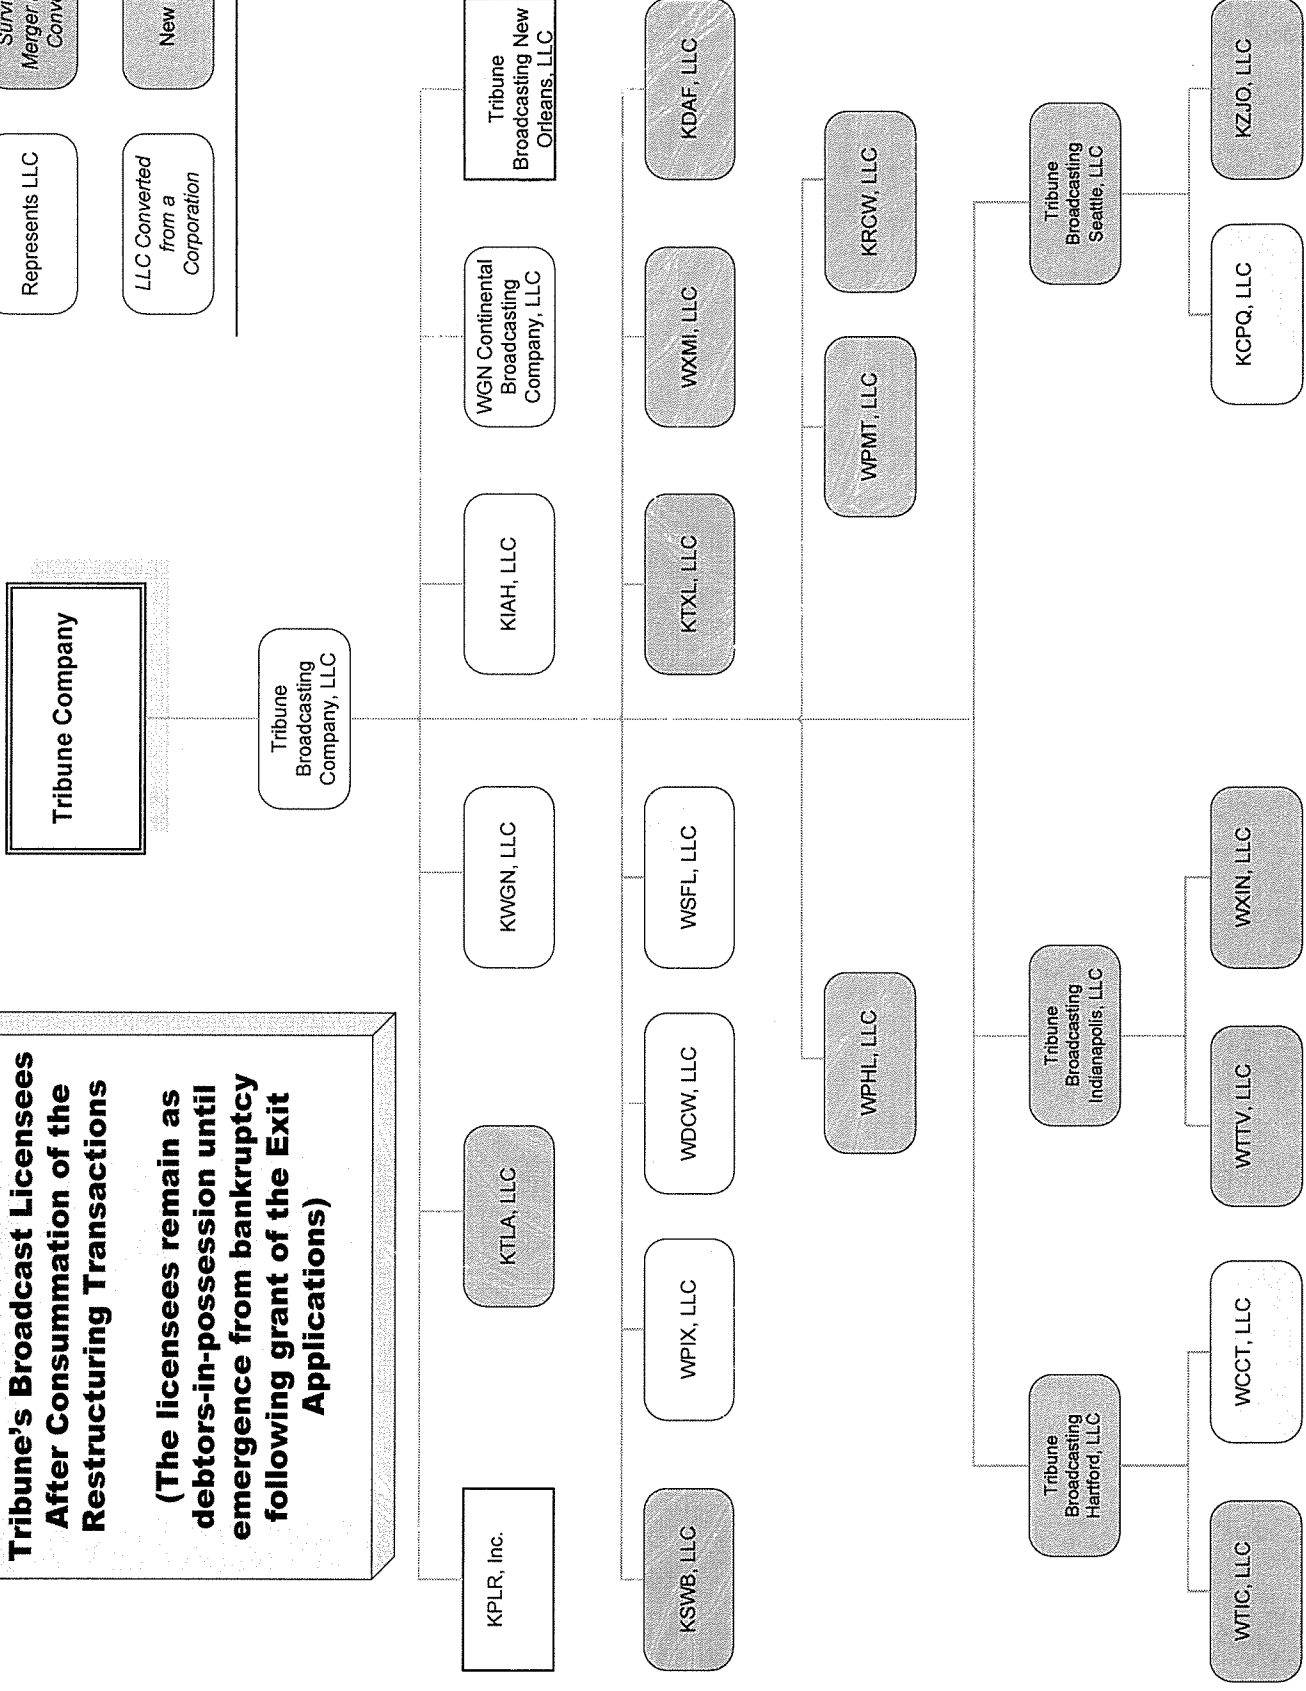 Tribune's Broadcast Licensees
After Consummation of the
Restructuring Transactions
(The licensees remain as
debtors-in-possession until
emergence from bankruptcy
following grant of the Exit
Applications)
Tribune Company
Represents LLC
Merger
LLC Converted
from a
Corporation
New
Tribune
Broadcasting
Company, LLC
KPLR, Inc.
KTLA, LLC
KWGN, LLC
KIAH, LLC
WGN Continental
Broadcasting
Company, LLC
Tribune
Broadcasting New
Orleans, LLC
KSWB, LLC
WPIX, LLC
WDCW, LLC
WSFL, LLC
KTXL, LLC
WXMI, LLC
KDAF, LLC
WPHL, LLC
WPMT, LLC
KRCW, LLC
Tribune
Broadcasting
Hartford, LLC
Tribune
Broadcasting
Indianapolis, LLC
Tribune
Broadcasting
Seattle, LLC
WTIC, LLC
WCCT, LLC
WTTV, LLC
WXIN, LLC
KCPQ, LLC
KZJO, LLC